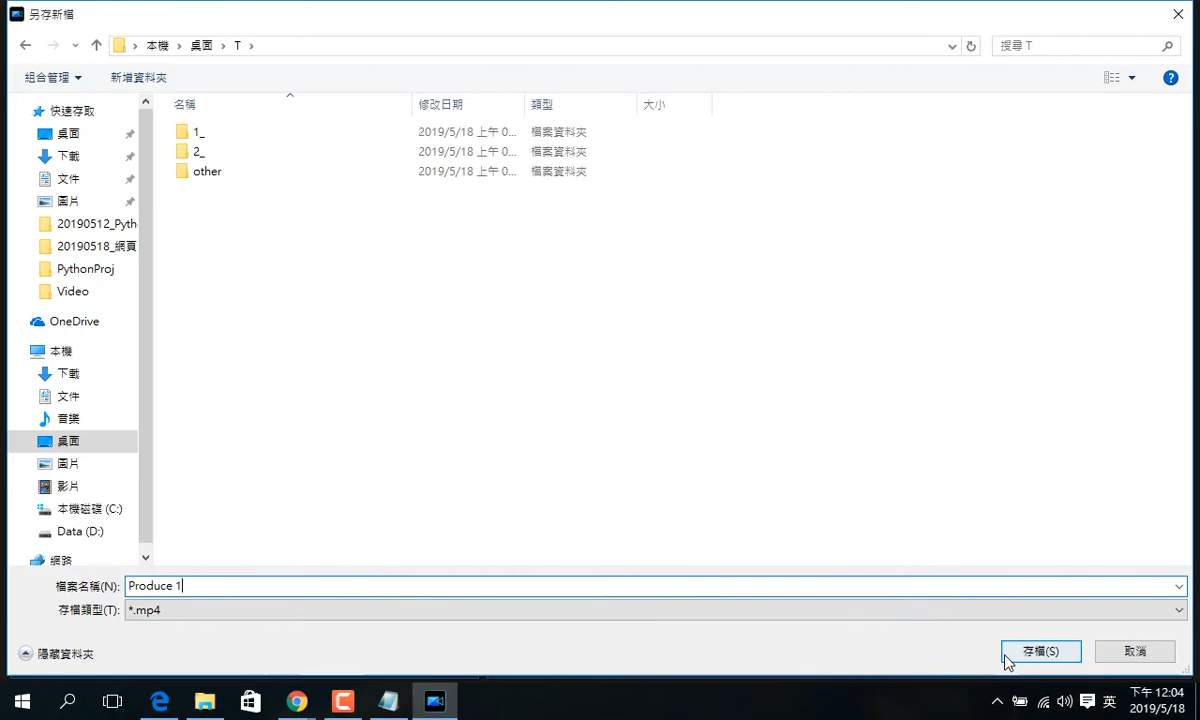 另存新檔
本機 桌面 T
搜尋 T
組合管理 新增資料夾
名稱 修改日期 類型 大小
1_ 2019/5/18 上午 0... 檔案資料夾
2_ 2019/5/18 上午 0... 檔案資料夾
other 2019/5/18 上午 0... 檔案資料夾
快速存取
桌面
下載
文件
圖片
20190512_Pyth
20190518_網頁
PythonProj
Video
OneDrive
本機
下載
文件
音樂
桌面
圖片
影片
本機磁碟 (C:)
Data (D:)
網路
檔案名稱(N): Produce 1
存檔類型(T): *.mp4
隱藏資料夾
存檔(S) 取消
英
下午 12:04
2019/5/18